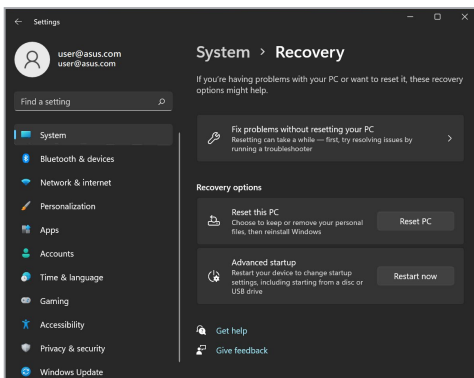 Settings
user@asus.com
user@asus.com
Find a setting
System
Bluetooth & devices
Network & internet
Personalization
Apps
Accounts
Time & language
Gaming
Accessibility
Privacy & security
Windows Update
System > Recovery
If you're having problems with your PC or want to reset it, these recovery
options might help.
Fix problems without resetting your PC
Resetting can take a while — first, try resolving issues by
running a troubleshooter
Recovery options
Reset this PC
Choose to keep or remove your personal
files, then reinstall Windows
Reset PC
Advanced startup
Restart your device to change startup
settings, including starting from a disc or
USB drive
Restart now
Get help
Give feedback